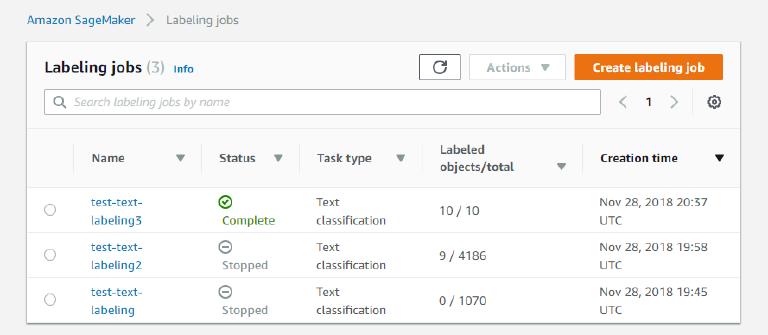 Amazon SageMaker > Labeling jobs
Labeling jobs (3) Info
Actions
Create labeling job
Search labeling jobs by name
1
Name
Status
Task type
Labeled
objects/total
Creation time
test-text-
labeling3
Complete
Text
classification
10 / 10
Nov 28, 2018 20:37
UTC
test-text-
labeling2
Stopped
Text
classification
9 / 4186
Nov 28, 2018 19:58
UTC
test-text-
labeling
Stopped
Text
classification
0 / 1070
Nov 28, 2018 19:45
UTC